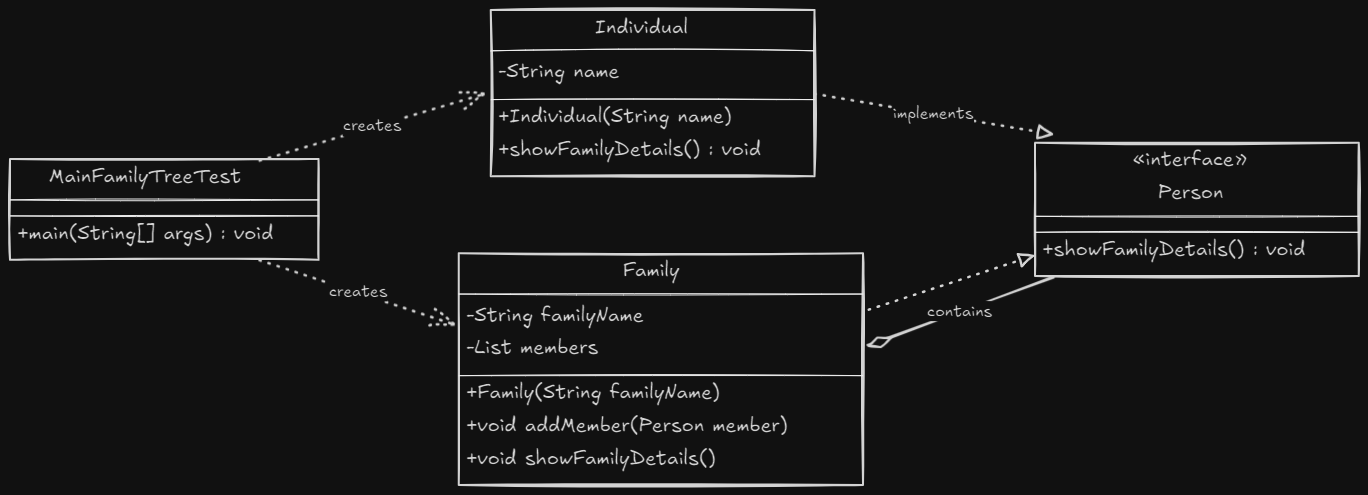 Individual
-String name
+Individual(String name)
+showFamilyDetails() : void
creates
implements
MainFamilyTreeTest
+main(String[] args) : void
«interface»
Person
+showFamilyDetails() : void
creates
Family
-String familyName
-List members
+Family(String familyName)
+void addMember(Person member)
+void showFamilyDetails()
contains